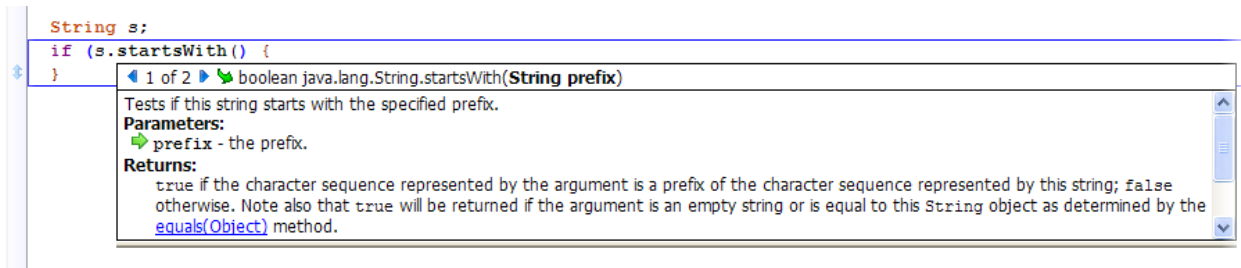 String s;
if (s.startsWith() {
}
1 of 2 boolean java.lang.String.startsWith(String prefix)
Tests if this string starts with the specified prefix.
Parameters:
prefix - the prefix.
Returns:
true if the character sequence represented by the argument is a prefix of the character sequence represented by this string; false
otherwise. Note also that true will be returned if the argument is an empty string or is equal to this String object as determined by the
equals(Object) method.